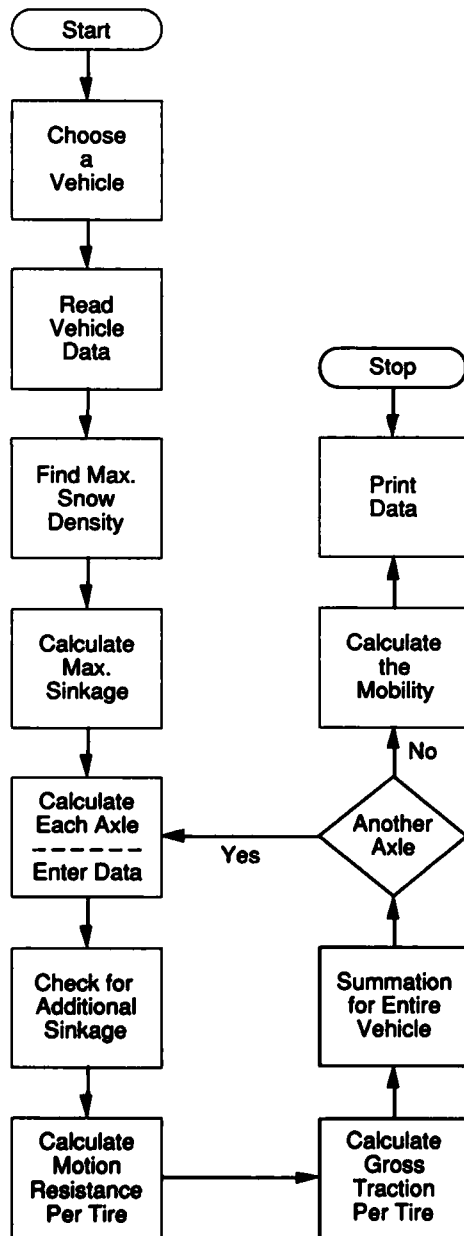 Start
Choose
a
Vehicle
Read
Vehicle
Data
Find Max.
Snow
Density
Calculate
Max.
Sinkage
Calculate
Each Axle
Enter Data
Check for
Additional
Sinkage
Calculate
Motion
Resistance
Per Tire
Calculate
Gross
Traction
Per Tire
Summation
for Entire
Vehicle
Another
Axle
Yes
No
Calculate
the
Mobility
Print
Data
Stop